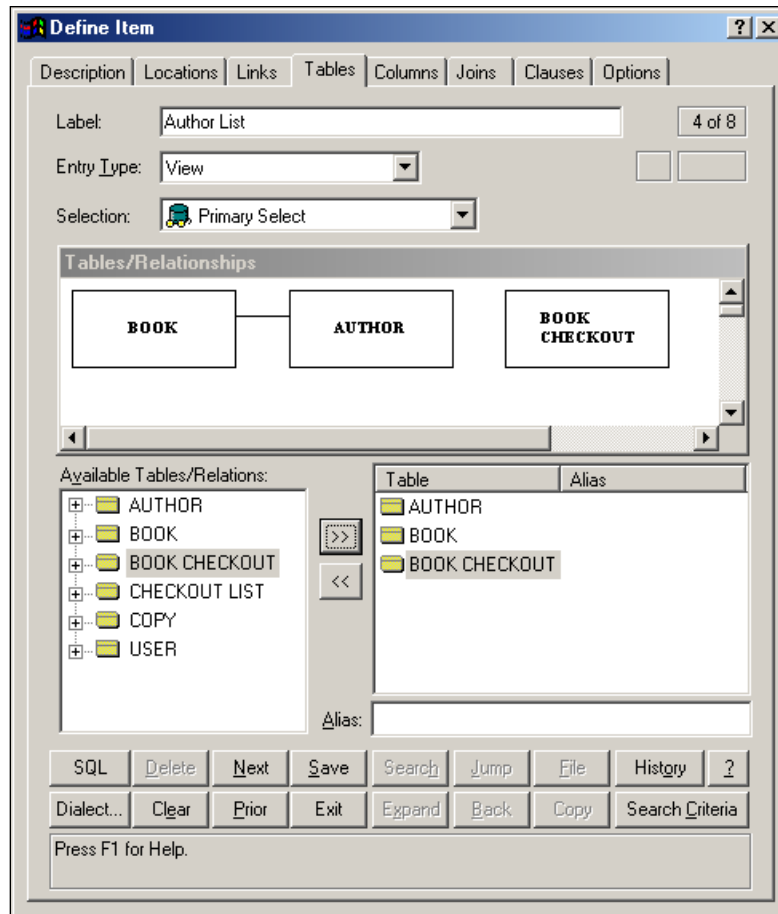 Define Item
Description Locations Links Tables Columns Joins Clauses Options
Label: Author List 4 of 8
Entry Type: View
Selection: Primary Select
Tables/Relationships
BOOK AUTHOR BOOK CHECKOUT
Available Tables/Relations:
Table Alias
AUTHOR
BOOK
BOOK CHECKOUT
CHECKOUT LIST
COPY
USER
>>
<<
AUTHOR
BOOK
BOOK CHECKOUT
Alias:
SQL Delete Next Save Search Jump File History ?
Dialect... Clear Prior Exit Expand Back Copy Search Criteria
Press F1 for Help.